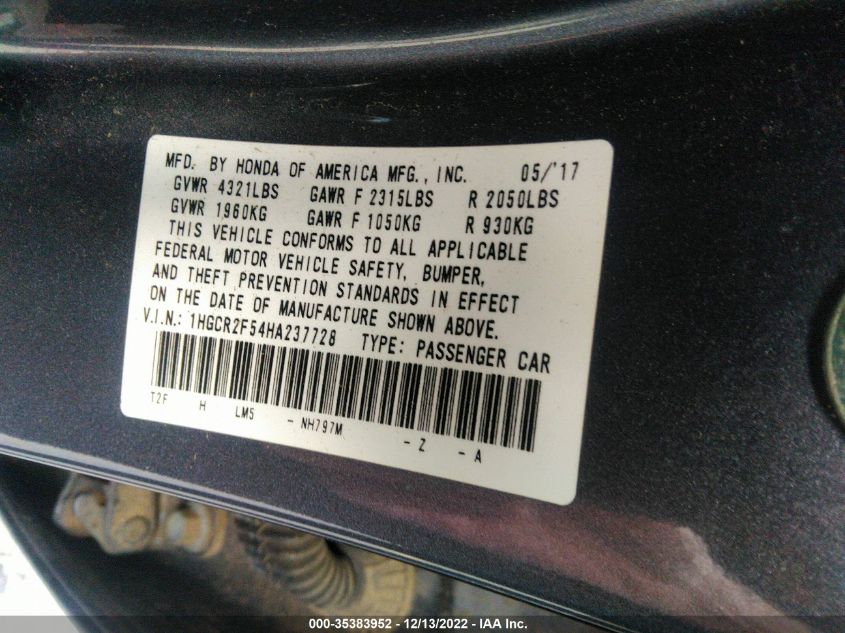 MFD. BY HONDA OF AMERICA MFG., INC. 05/'17
GVWR 4321LBS GAWR F 2315LBS R 2050LBS
GVWR 1960KG GAWR F 1050KG R 930KG
THIS VEHICLE CONFORMS TO ALL APPLICABLE
FEDERAL MOTOR VEHICLE SAFETY, BUMPER,
AND THEFT PREVENTION STANDARDS IN EFFECT
ON THE DATE OF MANUFACTURE SHOWN ABOVE.
V.I.N.: 1HGCR2F54HA237728 TYPE: PASSENGER CAR
T2F H LM5 - NH797M - Z - A
000-35383952 - 12/13/2022 - IAA Inc.